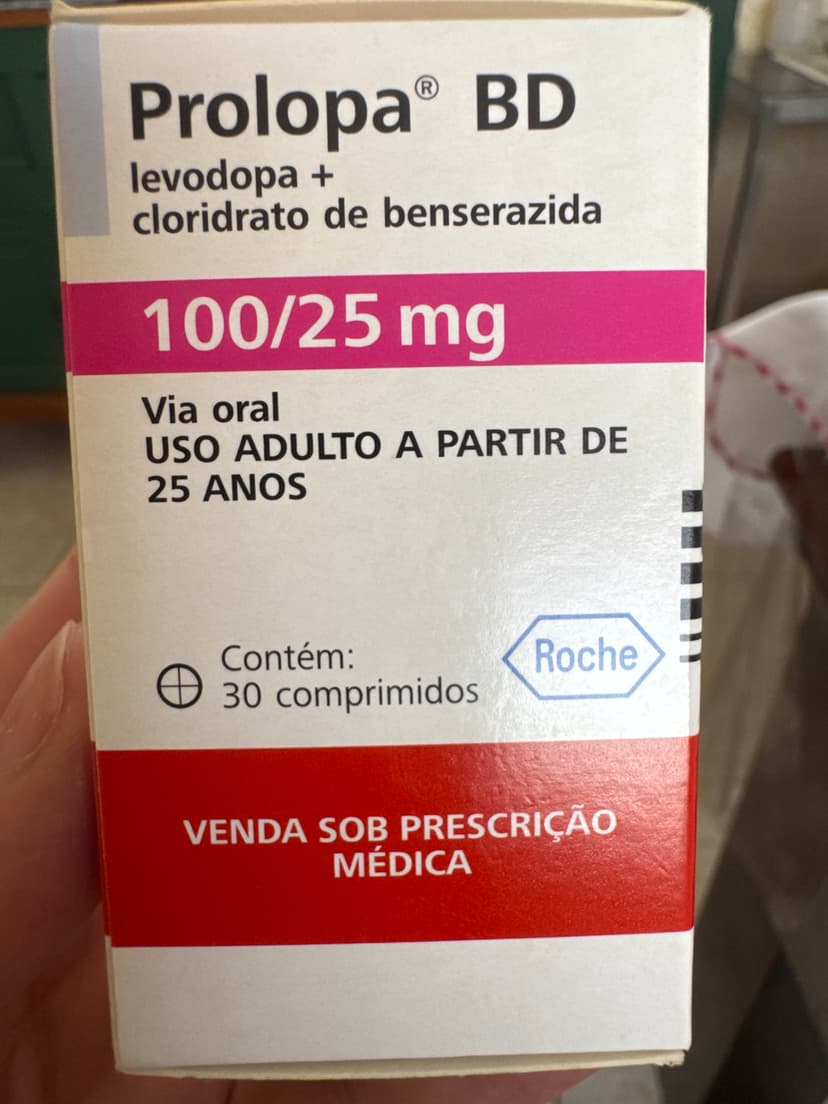 Prolopa® BD
levodopa +
cloridrato de benserazida
100/25 mg
Via oral
USO ADULTO A PARTIR DE
25 ANOS
Contém:
30 comprimidos
Roche
VENDA SOB PRESCRIÇÃO
MÉDICA